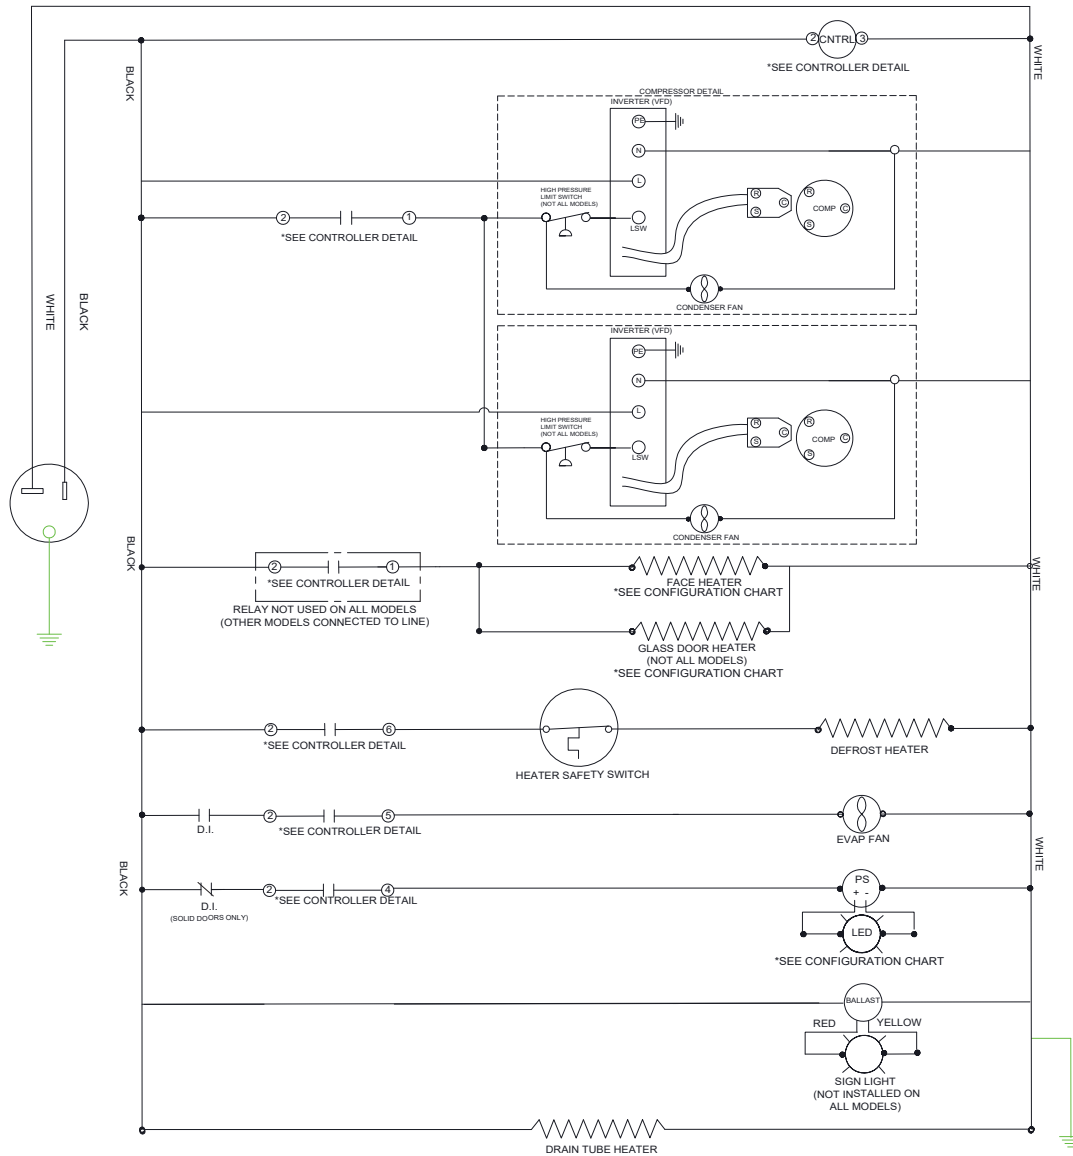 2 CNTRL 3
*SEE CONTROLLER DETAIL
WHITE
BLACK
COMPRESSOR DETAIL
INVERTER (VFD)
PE
N
L
HIGH PRESSURE
LIMIT SWITCH
(NOT ALL MODELS)
LSW
R
S
C
R
COMP
C
S
2
1
*SEE CONTROLLER DETAIL
CONDENSER FAN
WHITE
BLACK
INVERTER (VFD)
PE
N
L
HIGH PRESSURE
LIMIT SWITCH
(NOT ALL MODELS)
LSW
R
S
C
R
COMP
C
S
CONDENSER FAN
BLACK
WHITE
2
1
*SEE CONTROLLER DETAIL
RELAY NOT USED ON ALL MODELS
(OTHER MODELS CONNECTED TO LINE)
FACE HEATER
*SEE CONFIGURATION CHART
GLASS DOOR HEATER
(NOT ALL MODELS)
*SEE CONFIGURATION CHART
2
6
*SEE CONTROLLER DETAIL
HEATER SAFETY SWITCH
DEFROST HEATER
D.I.
2
5
*SEE CONTROLLER DETAIL
EVAP FAN
BLACK
WHITE
D.I.
(SOLID DOORS ONLY)
2
4
*SEE CONTROLLER DETAIL
PS
+ -
LED
*SEE CONFIGURATION CHART
BALLAST
RED
YELLOW
SIGN LIGHT
(NOT INSTALLED ON
ALL MODELS)
DRAIN TUBE HEATER